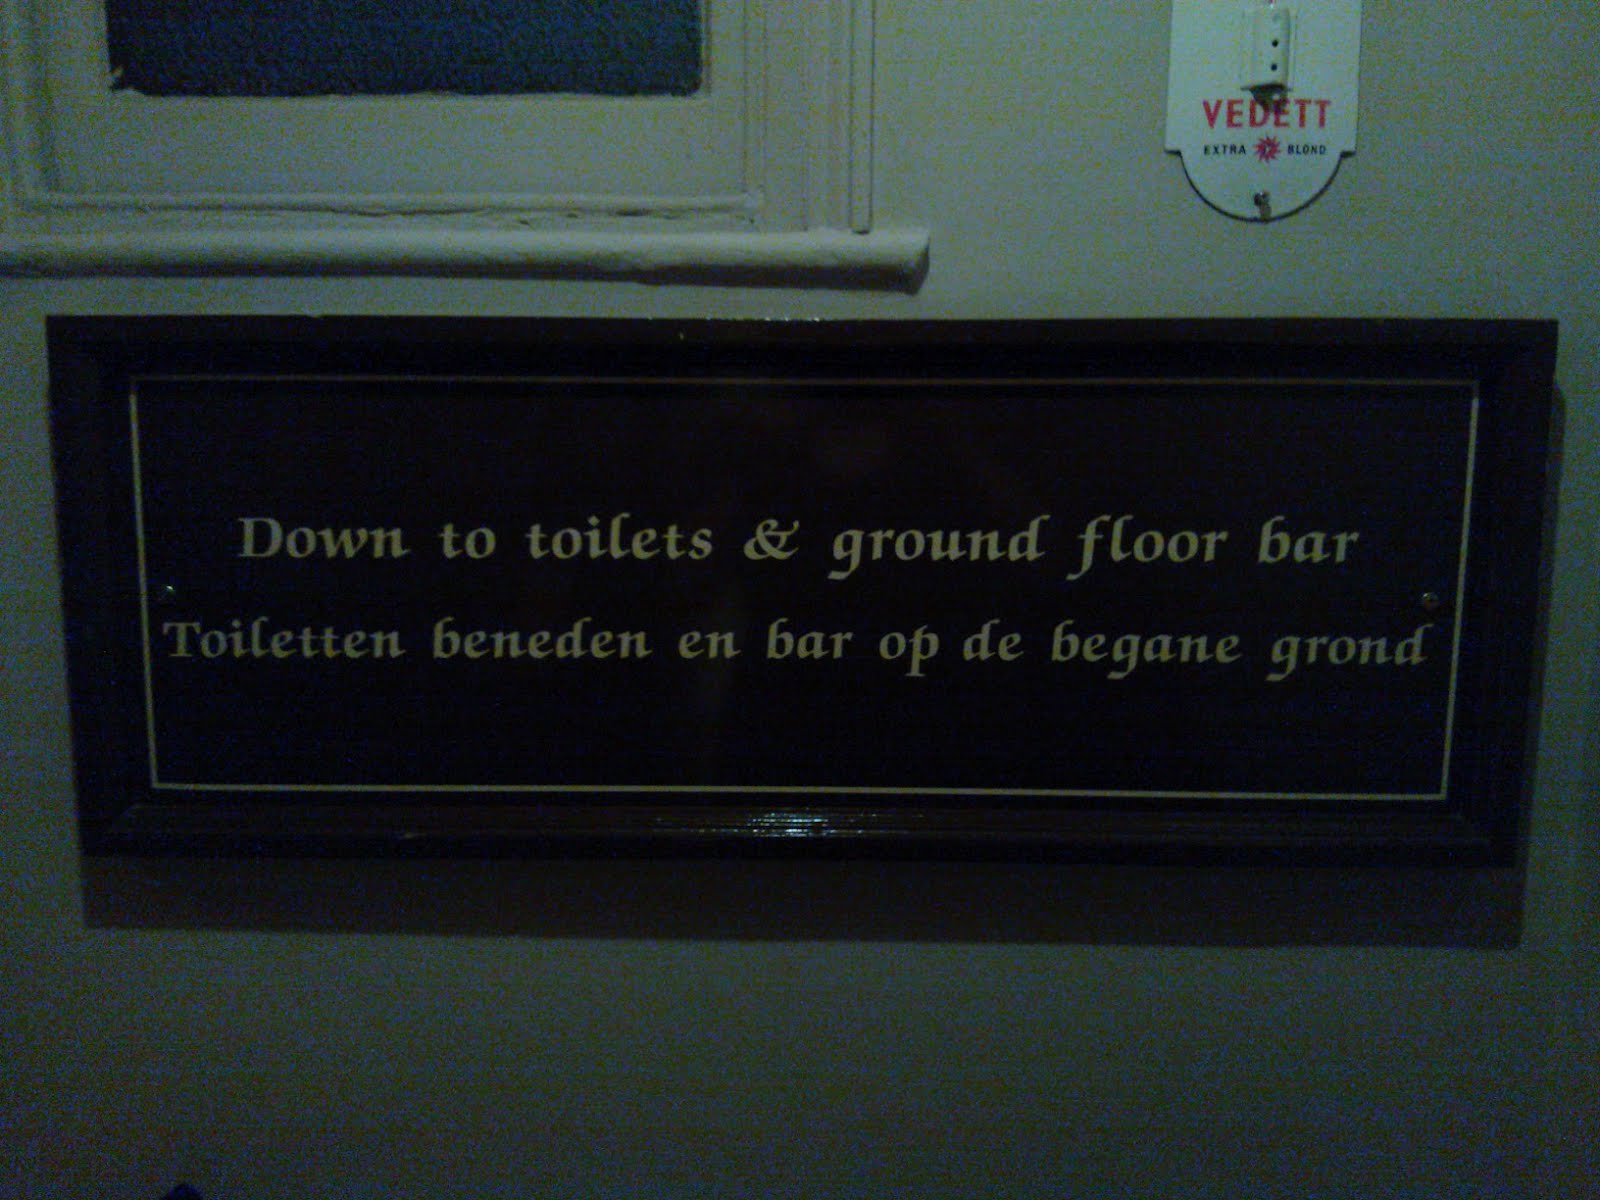 VEDETT
EXTRA BLOND
Down to toilets & ground floor bar
Toiletten beneden en bar op de begane grond